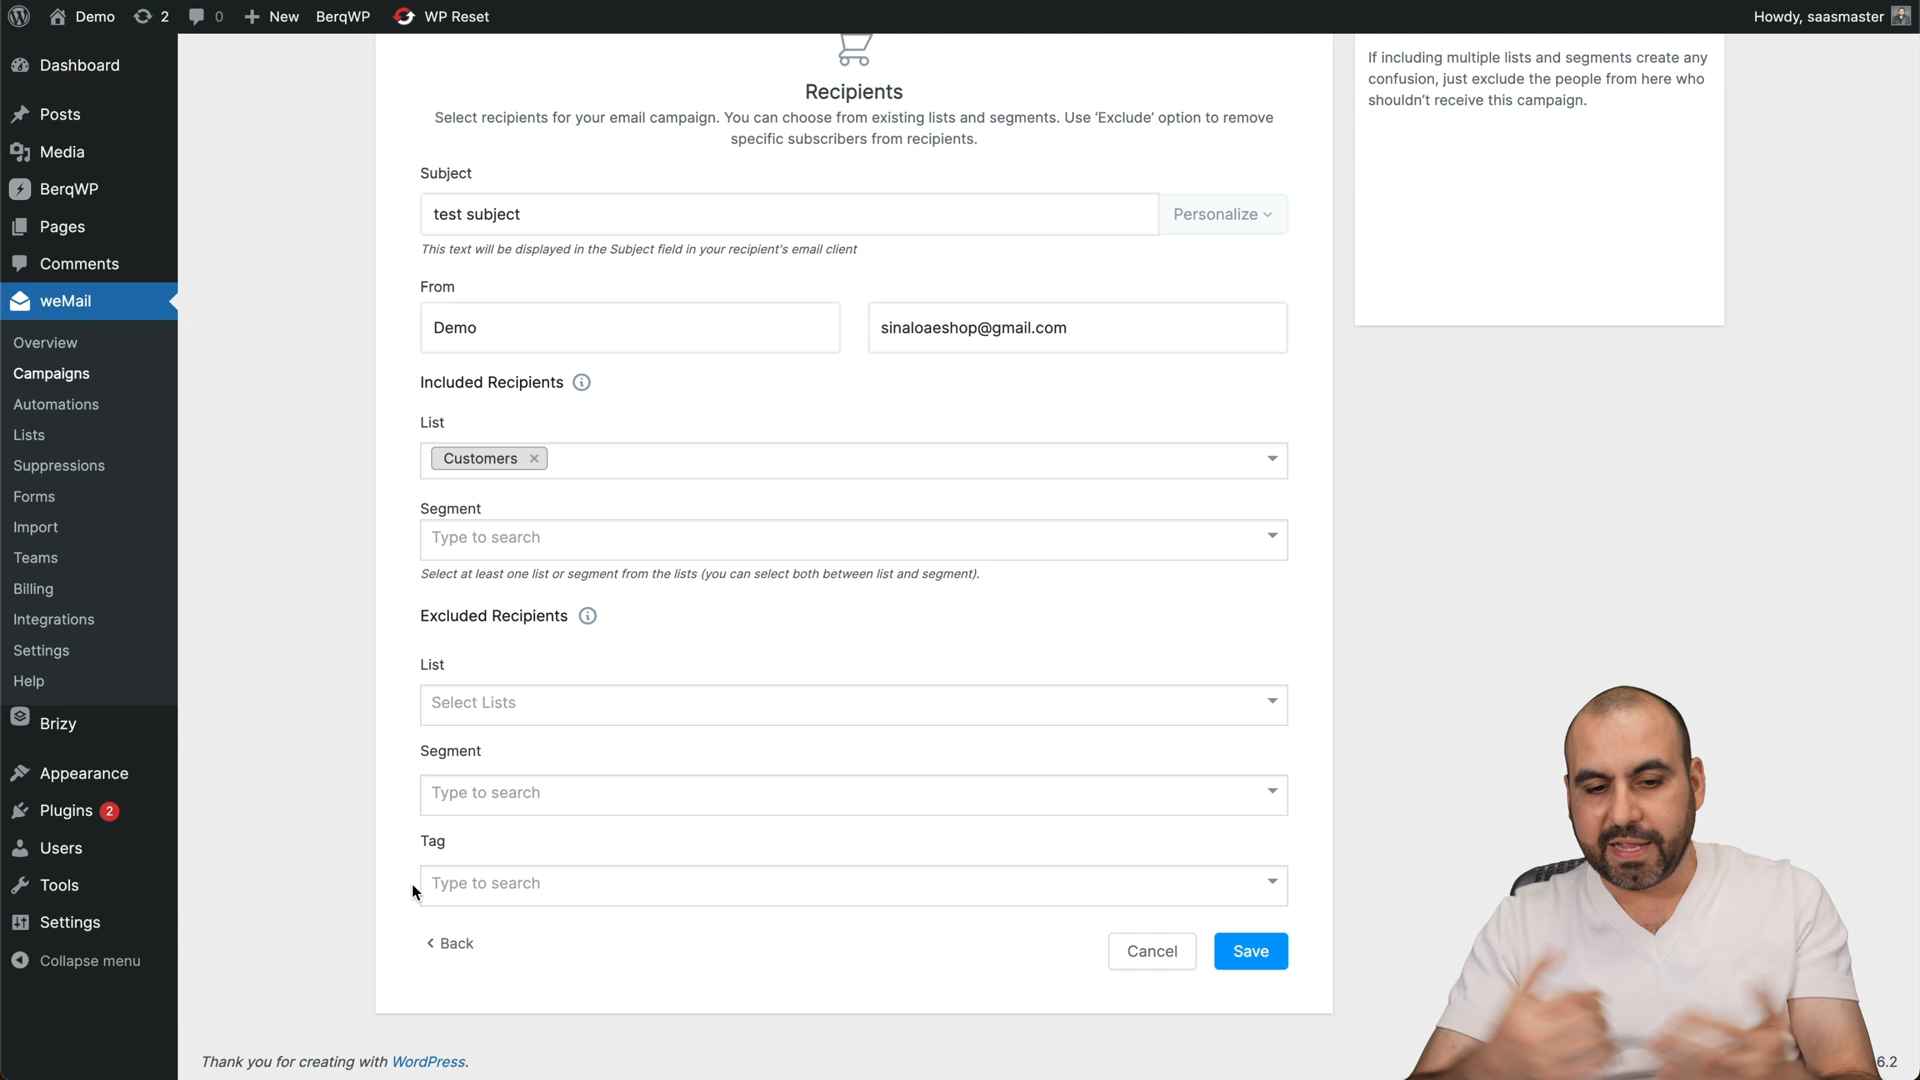 Demo
2
0
New
BerqWP
WP Reset
Howdy, saasmaster
Dashboard
Posts
Media
BerqWP
Pages
Comments
weMail
Overview
Campaigns
Automations
Lists
Suppressions
Forms
Import
Teams
Billing
Integrations
Settings
Help
Brizy
Appearance
Plugins 2
Users
Tools
Settings
Collapse menu
Recipients
Select recipients for your email campaign. You can choose from existing lists and segments. Use ‘Exclude’ option to remove
specific subscribers from recipients.
Subject
test subject
Personalize
This text will be displayed in the Subject field in your recipient's email client
From
Demo
sinaloaeshop@gmail.com
Included Recipients
List
Customers ×
Segment
Type to search
Select at least one list or segment from the lists (you can select both between list and segment).
Excluded Recipients
List
Select Lists
Segment
Type to search
Tag
Type to search
Back
Cancel
Save
If including multiple lists and segments create any
confusion, just exclude the people from here who
shouldn’t receive this campaign.
Thank you for creating with WordPress.
6.2